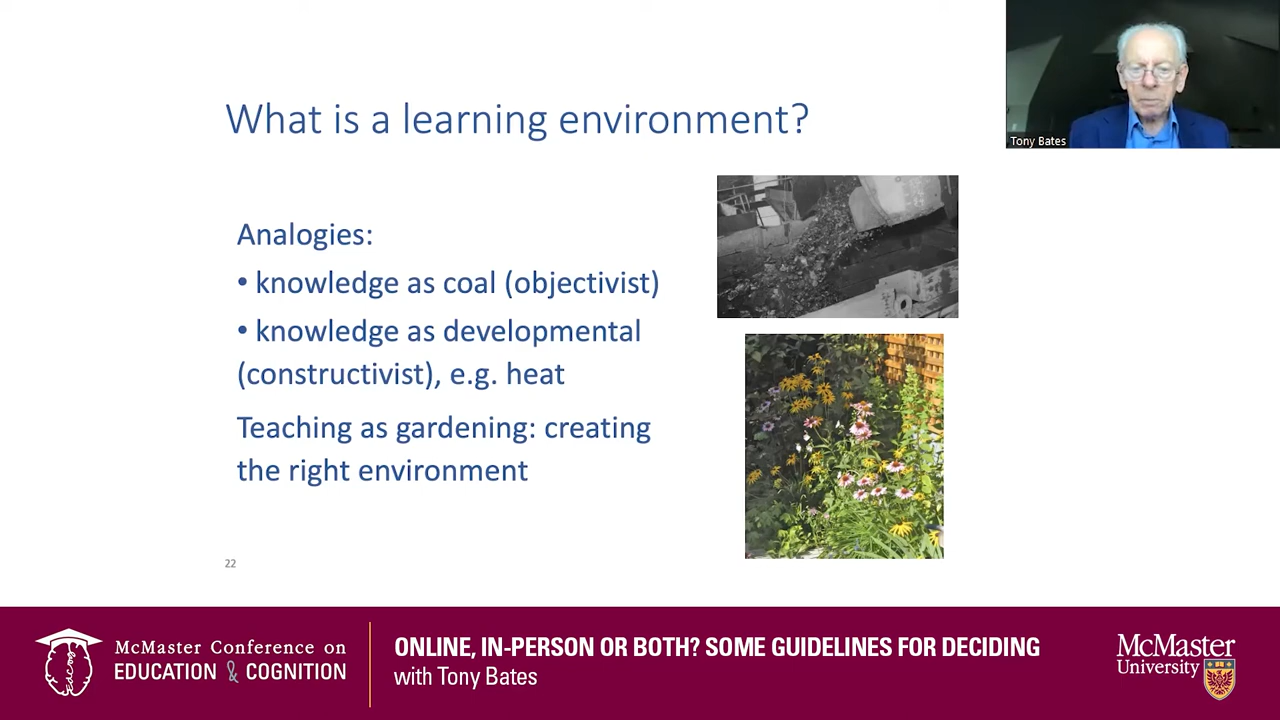 What is a learning environment?
Tony Bates
Analogies:
• knowledge as coal (objectivist)
• knowledge as developmental
(constructivist), e.g. heat
Teaching as gardening: creating
the right environment
22
McMaster Conference on
EDUCATION & COGNITION
ONLINE, IN-PERSON OR BOTH? SOME GUIDELINES FOR DECIDING
with Tony Bates
McMaster
University